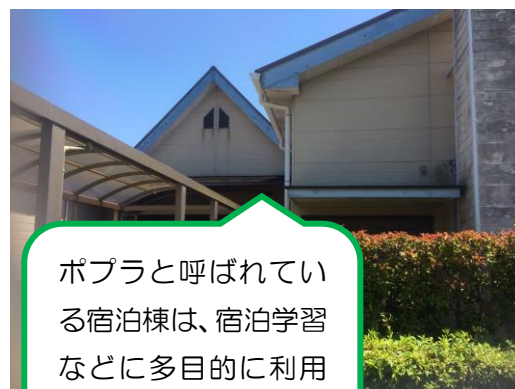 ポプラと呼ばれてい
る宿泊棟は、宿泊学習
などに多目的に利用